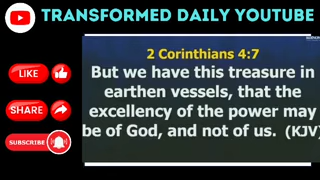 TRANSFORMED DAILY YOUTUBE
LIKE
SHARE
SUBSCRIBE
2 Corinthians 4:7
But we have this treasure in
earthen vessels, that the
excellency of the power may
be of God, and not of us. (KJV)